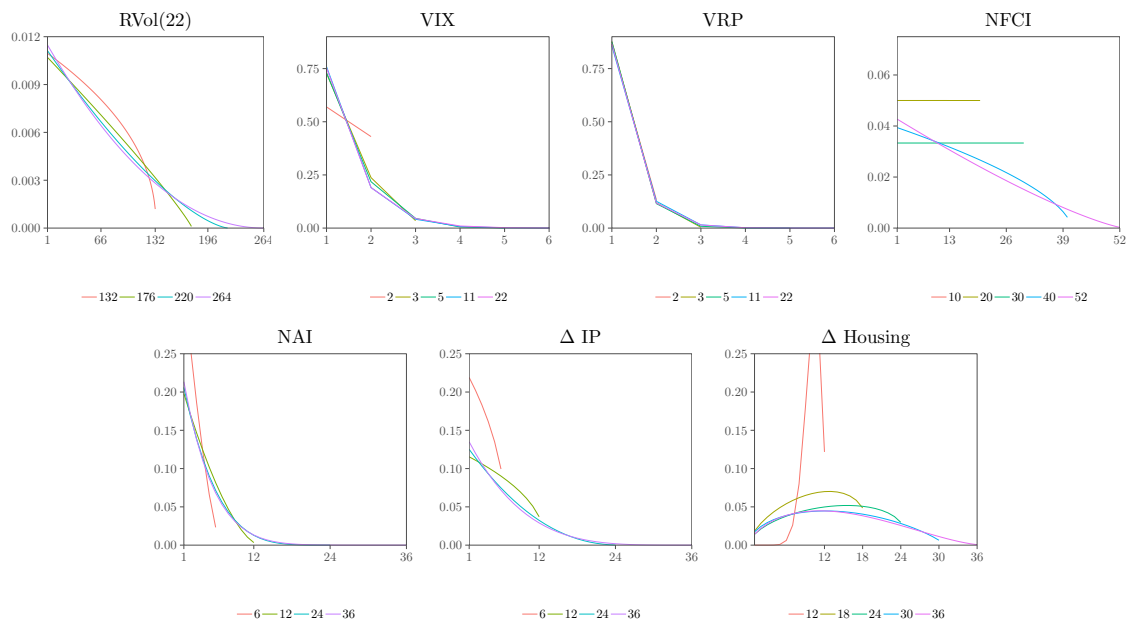 RVol(22)
0.012
0.009
0.006
0.003
0.000
1 66 132 196 264
132 176 220 264
VIX
0.75
0.50
0.25
0.00
1 2 3 4 5 6
2 3 5 11 22
VRP
0.75
0.50
0.25
0.00
1 2 3 4 5 6
2 3 5 11 22
NFCI
0.06
0.04
0.02
0.00
1 13 26 39 52
10 20 30 40 52
NAI
0.25
0.20
0.15
0.10
0.05
0.00
1 12 24 36
6 12 24 36
Δ IP
0.25
0.20
0.15
0.10
0.05
0.00
1 12 24 36
6 12 24 36
Δ Housing
0.25
0.20
0.15
0.10
0.05
0.00
12 24 30 36
12 18 24 30 36